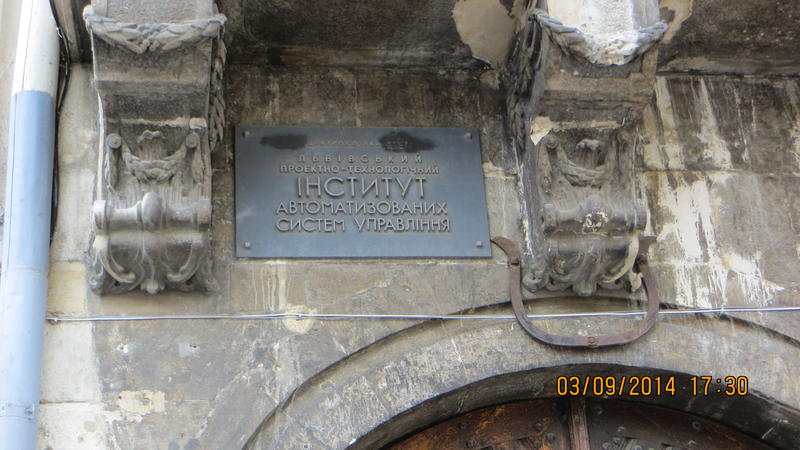 ЛЬВІВСЬКИЙ
ПРОЕКТНО-ТЕХНОЛОГІЧНИЙ
ІНСТИТУТ
АВТОМАТИЗОВАНИХ
СИСТЕМ УПРАВЛІННЯ
03/09/2014 17:30